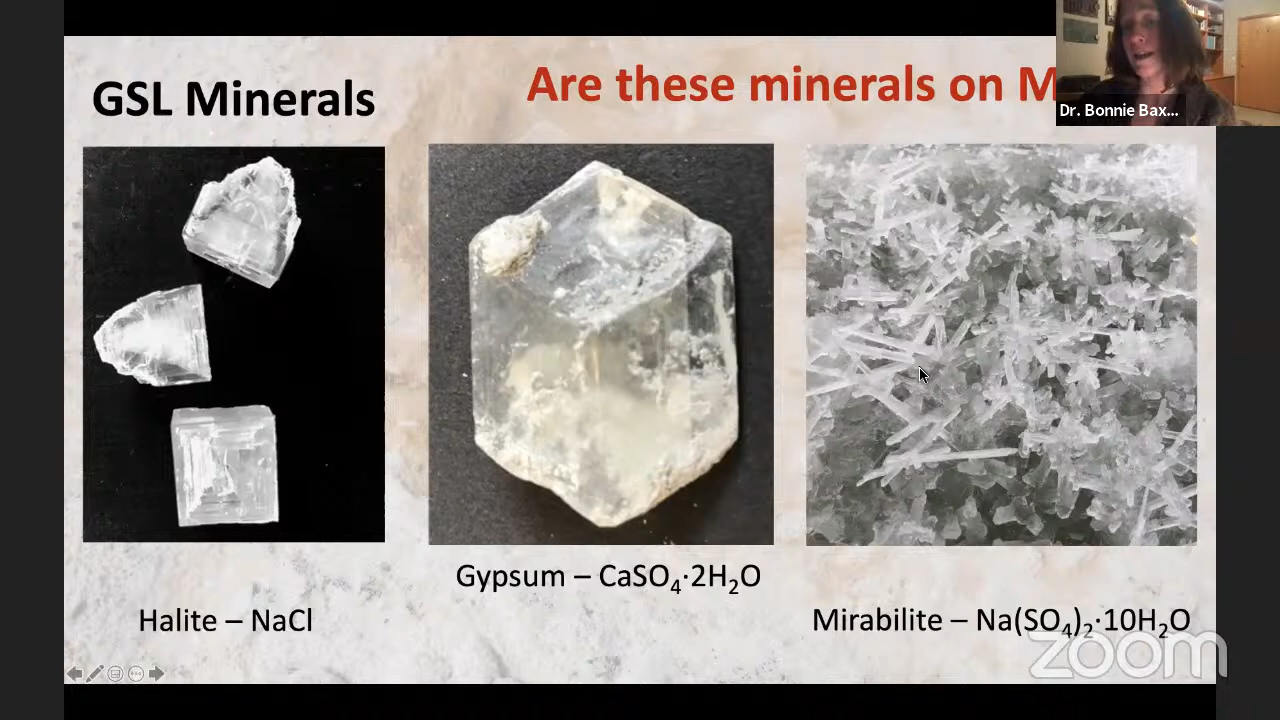 GSL Minerals
Are these minerals on M
Dr. Bonnie Bax...
Gypsum – CaSO₄·2H₂O
Halite – NaCl
Mirabilite – Na(SO₄)₂·10H₂O
zoom